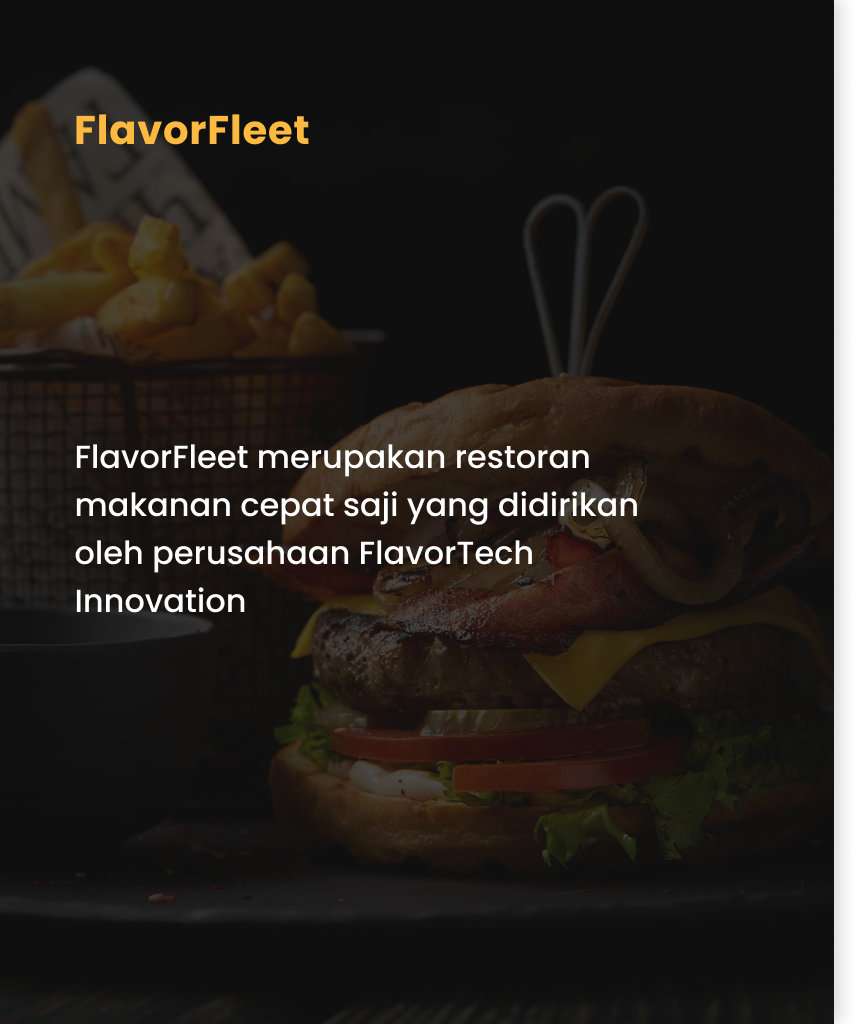 FlavorFleet
FlavorFleet merupakan restoran
makanan cepat saji yang didirikan
oleh perusahaan FlavorTech
Innovation